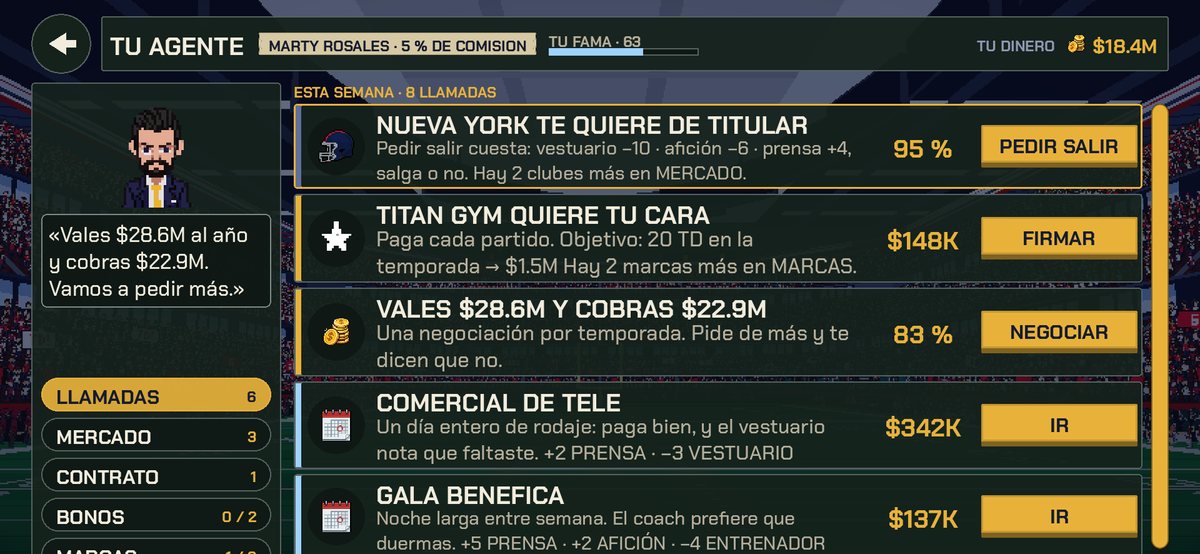 TU AGENTE
MARTY ROSALES · 5 % DE COMISION
TU FAMA · 63
TU DINERO
$18.4M
«Vales $28.6M al año
y cobras $22.9M.
Vamos a pedir más.»
LLAMADAS 6
MERCADO 3
CONTRATO 1
BONOS 0 / 2
ESTA SEMANA · 8 LLAMADAS
NUEVA YORK TE QUIERE DE TITULAR
Pedir salir cuesta: vestuario −10 · afición −6 · prensa +4,
salga o no. Hay 2 clubes más en MERCADO.
95 %
PEDIR SALIR
TITAN GYM QUIERE TU CARA
Paga cada partido. Objetivo: 20 TD en la
temporada → $1.5M Hay 2 marcas más en MARCAS.
$148K
FIRMAR
VALES $28.6M Y COBRAS $22.9M
Una negociación por temporada. Pide de más y te
dicen que no.
83 %
NEGOCIAR
COMERCIAL DE TELE
Un día entero de rodaje: paga bien, y el vestuario
nota que faltaste. +2 PRENSA · −3 VESTUARIO
$342K
IR
GALA BENEFICA
Noche larga entre semana. El coach prefiere que
duermas. +5 PRENSA · +2 AFICIÓN · −4 ENTRENADOR
$137K
IR